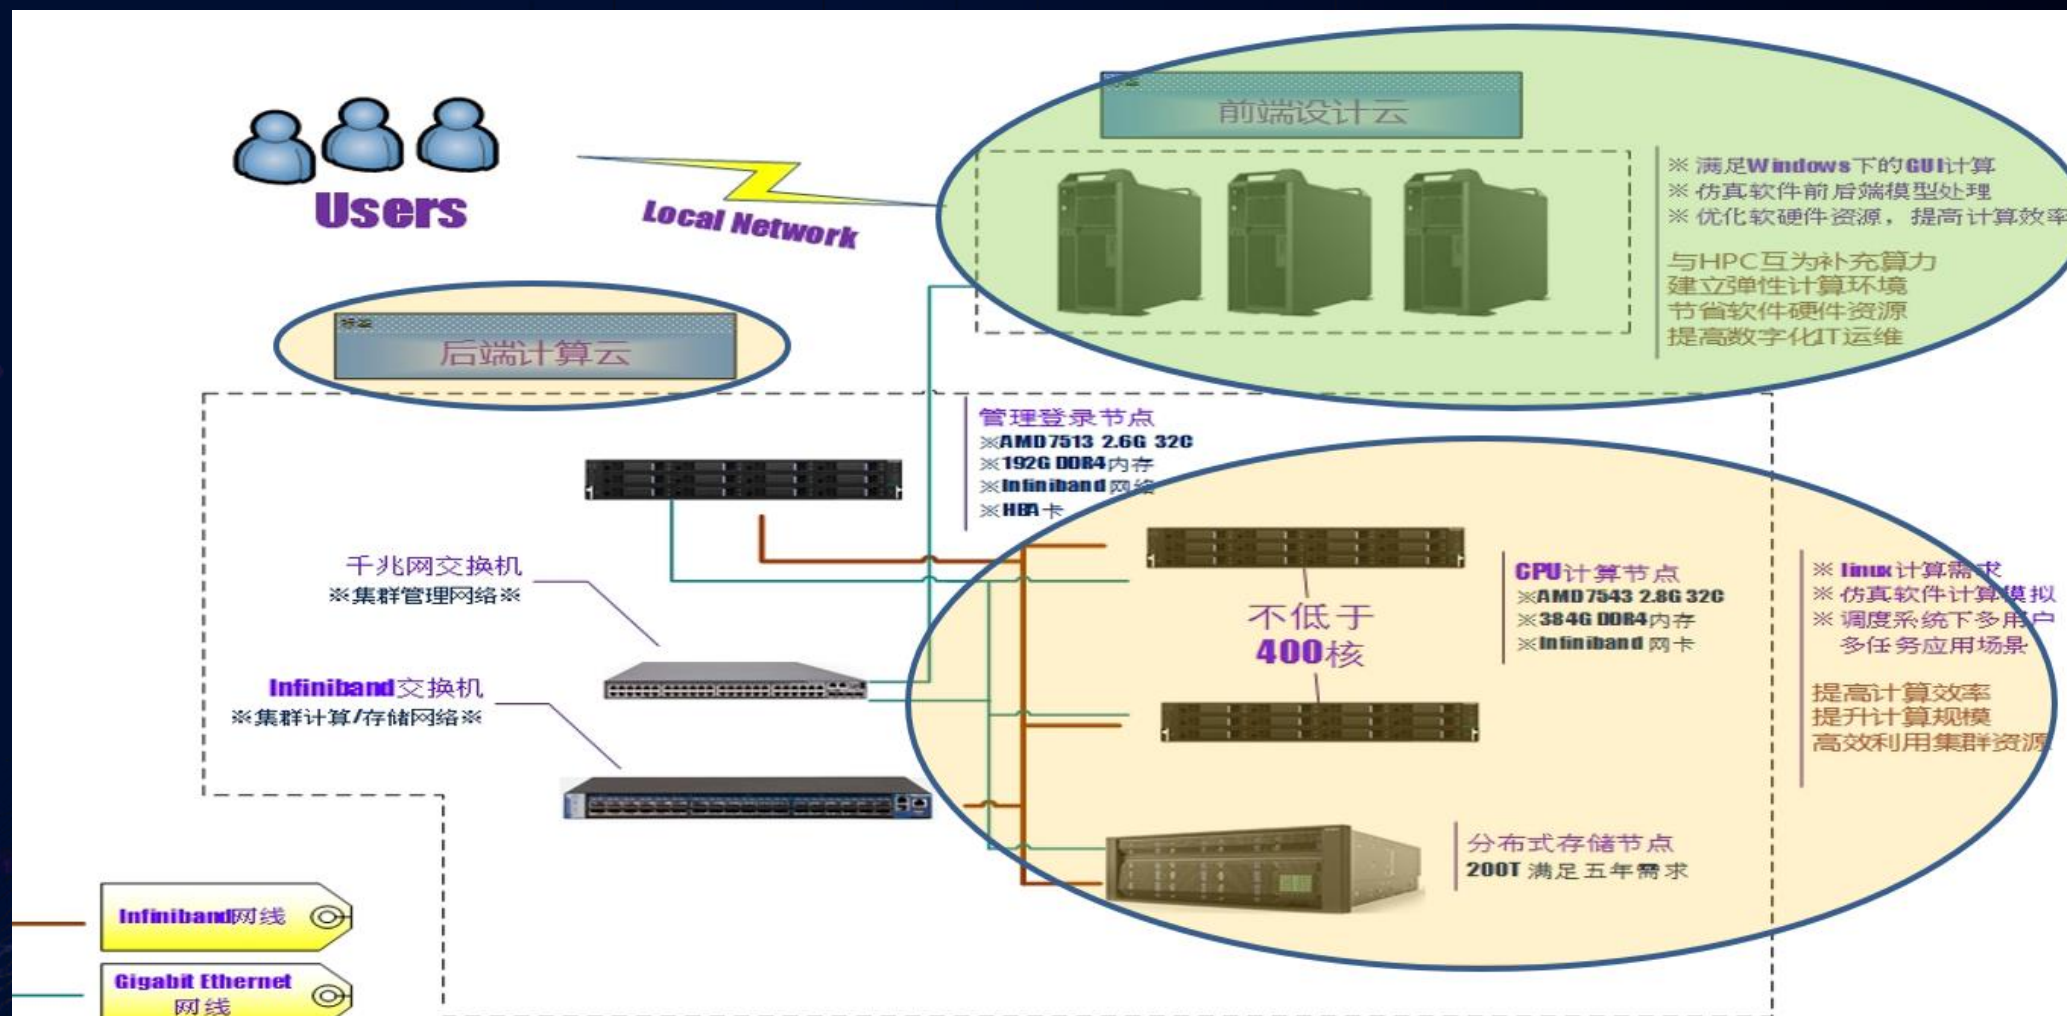 前端设计云
※ 满足Windows下的GUI计算
※ 仿真软件前后端模型处理
※ 优化软硬件资源，提高计算效率
与HPC互为补充算力
建立弹性计算环境
节省软件硬件资源
提高数字化IT运维
Users
Local Network
标签
后端计算云
管理登录节点
※AMD7513 2.6G 32C
※192G DDR4内存
※Infiniband 网络
※HBA卡
千兆网交换机
※集群管理网络※
Infiniband交换机
※集群计算/存储网络※
不低于
400核
CPU计算节点
※AMD7543 2.8G 32C
※384G DDR4内存
※Infiniband 网卡
※ linux计算需求
※ 仿真软件计算模拟
※ 调度系统下多用户
多任务应用场景
提高计算效率
提升计算规模
高效利用集群资源
分布式存储节点
200T 满足五年需求
Infiniband网线
Gigabit Ethernet
网线